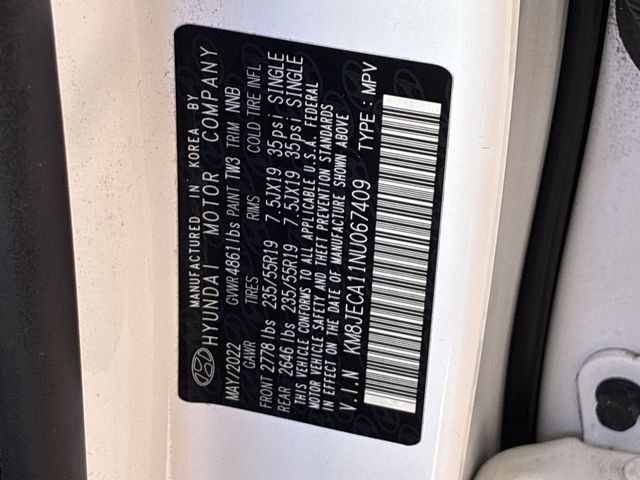 MANUFACTURED IN KOREA BY
HYUNDAI MOTOR COMPANY
MAY/2022 GVWR 4861 lbs PAINT TW3 TRIM NNB
GAWR TIRES RIMS COLD TIRE INFL
FRONT 2778 lbs 235/55R19 7.5JX19 35psi SINGLE
REAR 2646 lbs 235/55R19 7.5JX19 35psi SINGLE
THIS VEHICLE CONFORMS TO ALL APPLICABLE U.S.A. FEDERAL
MOTOR VEHICLE SAFETY AND THEFT PREVENTION STANDARDS
IN EFFECT ON THE DATE OF MANUFACTURE SHOWN ABOVE
V.I.N KM8JECA11NU067409 TYPE : MPV